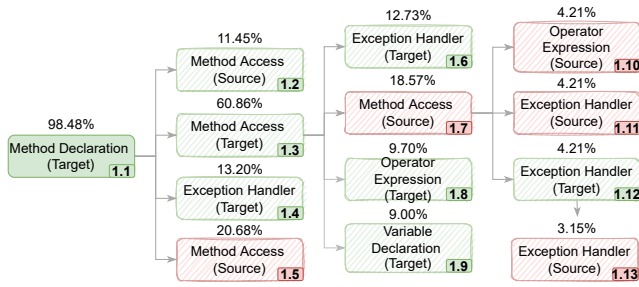 98.48%
Method Declaration
(Target)
1.1
11.45%
Method Access
(Source)
1.2
60.86%
Method Access
(Target)
1.3
13.20%
Exception Handler
(Target)
1.4
20.68%
Method Access
(Source)
1.5
12.73%
Exception Handler
(Target)
1.6
18.57%
Method Access
(Source)
1.7
9.70%
Operator
Expression
(Target)
1.8
9.00%
Variable
Declaration
(Target)
1.9
4.21%
Operator
Expression
(Source)
1.10
4.21%
Exception Handler
(Source)
1.11
4.21%
Exception Handler
(Target)
1.12
3.15%
Exception Handler
(Source)
1.13